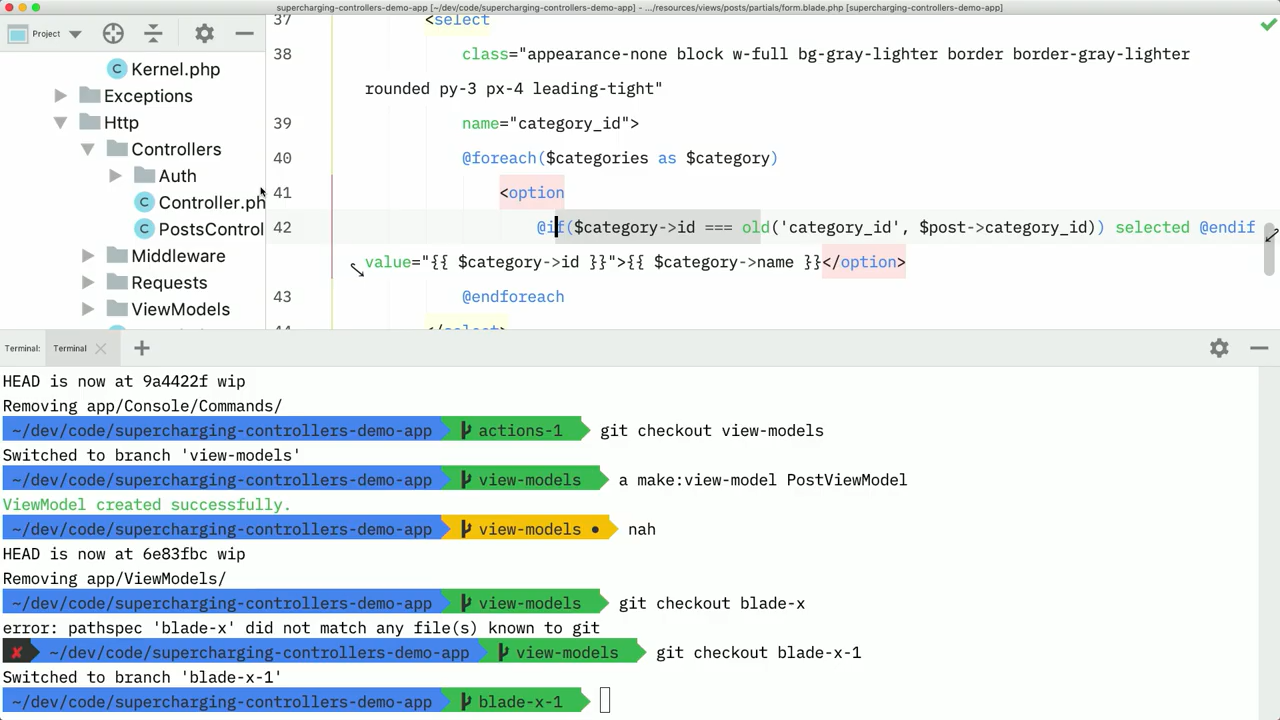 supercharging-controllers-demo-app [~/dev/code/supercharging-controllers-demo-app] - .../resources/views/posts/partials/form.blade.php [supercharging-controllers-demo-app]
Project
Kernel.php
Exceptions
Http
Controllers
Auth
Controller.ph
PostsControl
Middleware
Requests
ViewModels
37 <select
38 class="appearance-none block w-full bg-gray-lighter border border-gray-lighter
rounded py-3 px-4 leading-tight"
39 name="category_id">
40 @foreach($categories as $category)
41 <option
42 @if($category->id === old('category_id', $post->category_id)) selected @endif
value="{{ $category->id }}">{{ $category->name }}</option>
43 @endforeach
44 </select>
Terminal: Terminal
HEAD is now at 9a4422f wip
Removing app/Console/Commands/
~/dev/code/supercharging-controllers-demo-app actions-1 git checkout view-models
Switched to branch 'view-models'
~/dev/code/supercharging-controllers-demo-app view-models a make:view-model PostViewModel
ViewModel created successfully.
~/dev/code/supercharging-controllers-demo-app view-models ● nah
HEAD is now at 6e83fbc wip
Removing app/ViewModels/
~/dev/code/supercharging-controllers-demo-app view-models git checkout blade-x
error: pathspec 'blade-x' did not match any file(s) known to git
✘ ~/dev/code/supercharging-controllers-demo-app view-models git checkout blade-x-1
Switched to branch 'blade-x-1'
~/dev/code/supercharging-controllers-demo-app blade-x-1